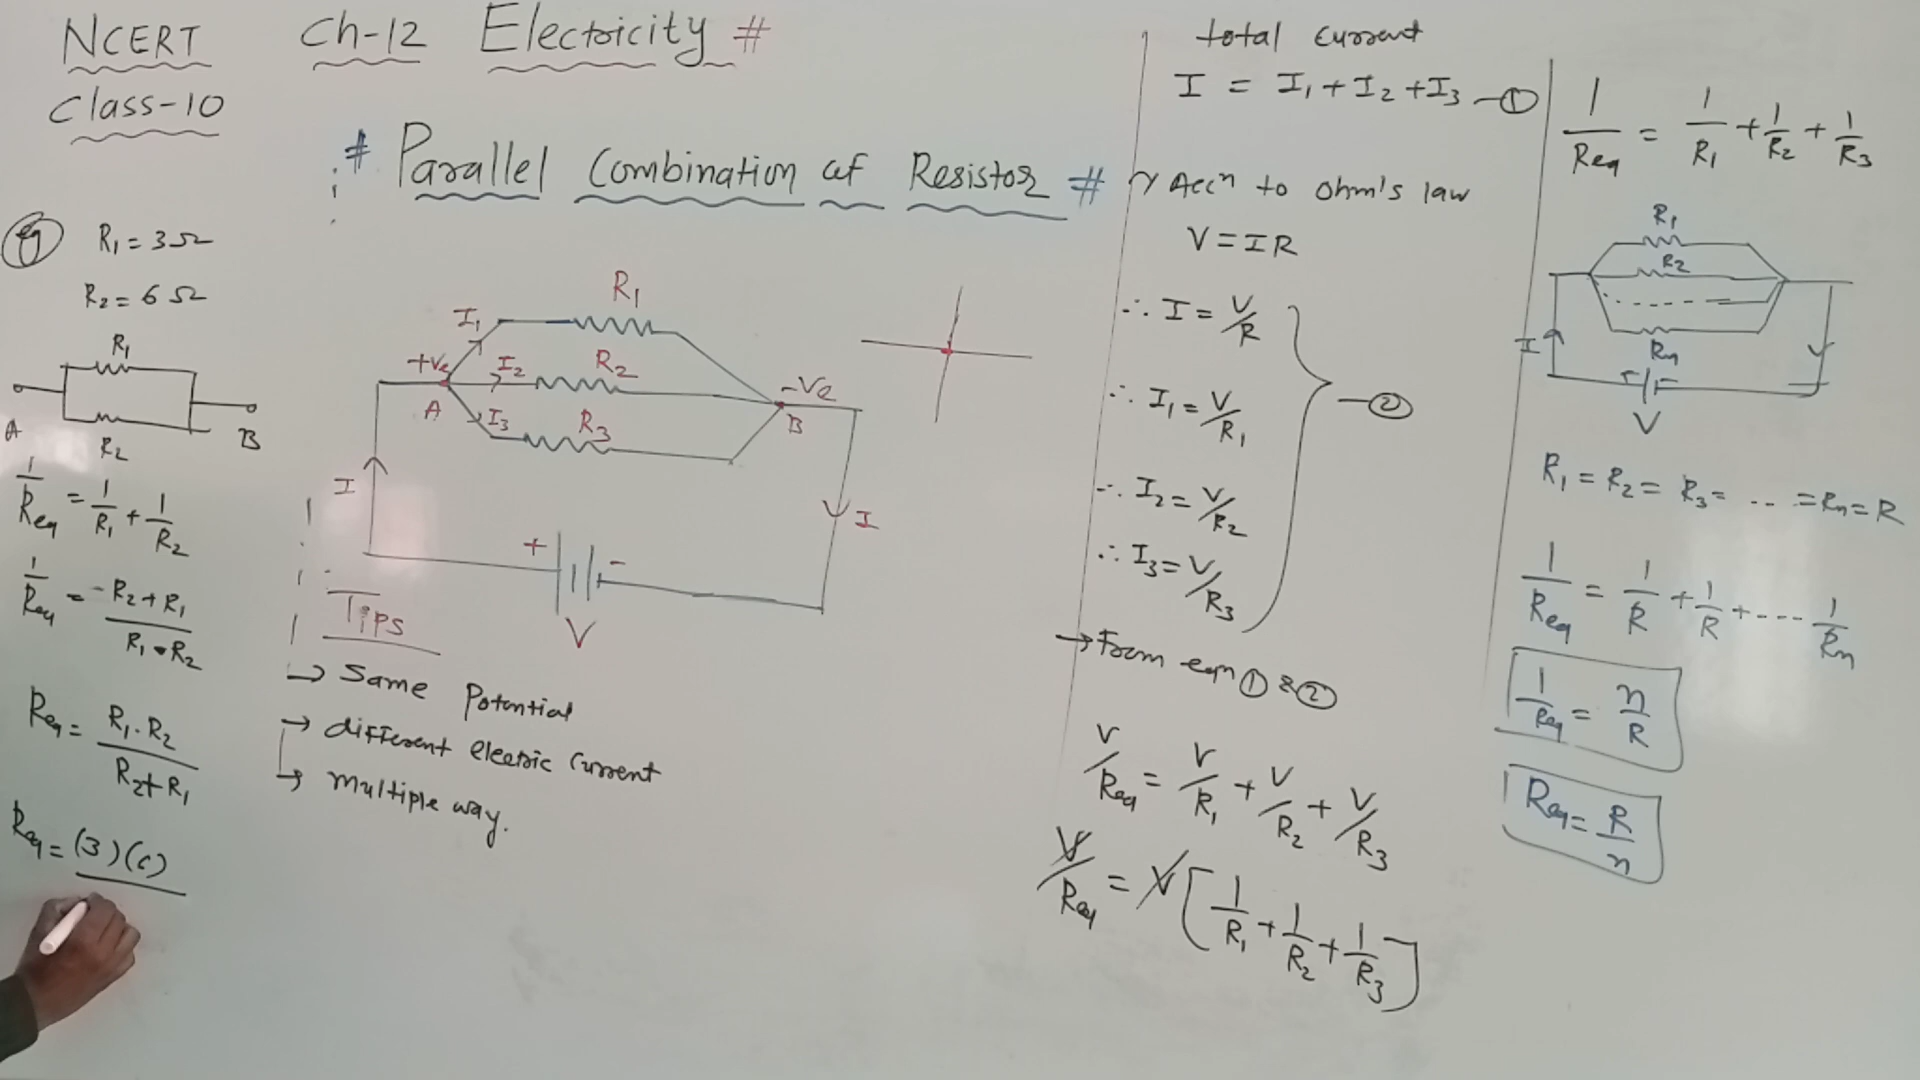 NCERT Ch-12 Electricity #
Class-10
# Parallel Combination of Resistor #
eg R₁ = 3Ω
R₂ = 6Ω
R₁
A
B
R₂
1/Req = 1/R₁ + 1/R₂
1/Req = R₂ + R₁ / R₁ • R₂
Req = R₁ . R₂ / R₂ + R₁
Req = (3)(6)
R₁
I₁
+Ve
I₂
R₂
-Ve
A
I₃
R₃
B
I
I
+
-
V
Tips
→ Same Potential
→ different electric current
→ multiple way.
total current
I = I₁ + I₂ + I₃ —①
Accⁿ to Ohm's law
V = IR
∴ I = V/R
∴ I₁ = V/R₁
—②
∴ I₂ = V/R₂
∴ I₃ = V/R₃
→ From eqn ① & ②
V/Req = V/R₁ + V/R₂ + V/R₃
V/Req = V [1/R₁ + 1/R₂ + 1/R₃]
1/Req = 1/R₁ + 1/R₂ + 1/R₃
R₁
R₂
Rn
I
+ -
V
R₁ = R₂ = R₃ = ... = Rn = R
1/Req = 1/R + 1/R + ---- 1/Rn
1/Req = n/R
Req = R/n